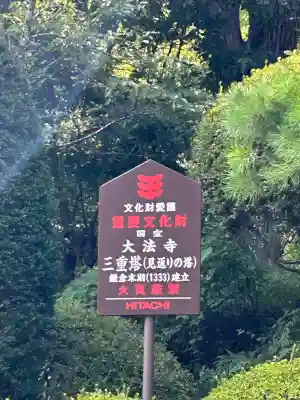 文化財愛護
重要文化財
国宝
大法寺
三重塔(見返りの塔)
鎌倉末期(1333)建立
火気厳禁
HITACHI